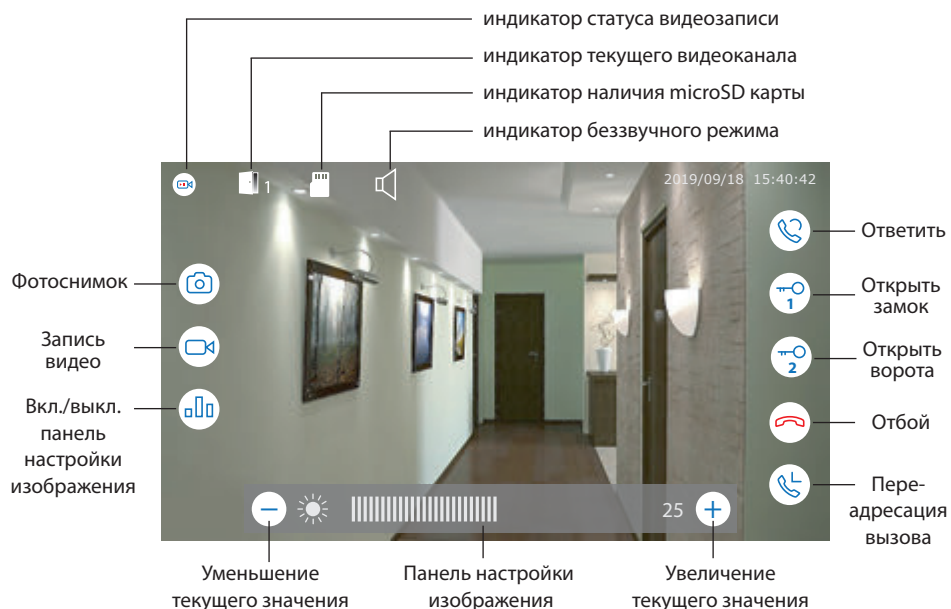 индикатор статуса видеозаписи
индикатор текущего видеоканала
индикатор наличия microSD карты
индикатор беззвучного режима
1
2019/09/18 15:40:42
Фотоснимок
Запись
видео
Вкл./выкл.
панель
настройки
изображения
Ответить
1
Открыть
замок
2
Открыть
ворота
Отбой
Пере-
адресация
вызова
25
Уменьшение
текущего значения
Панель настройки
изображения
Увеличение
текущего значения